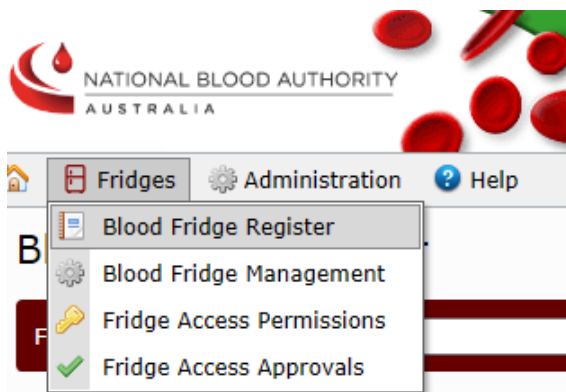 NATIONAL BLOOD AUTHORITY
AUSTRALIA
Fridges Administration Help
Blood Fridge Register
Blood Fridge Management
Fridge Access Permissions
Fridge Access Approvals